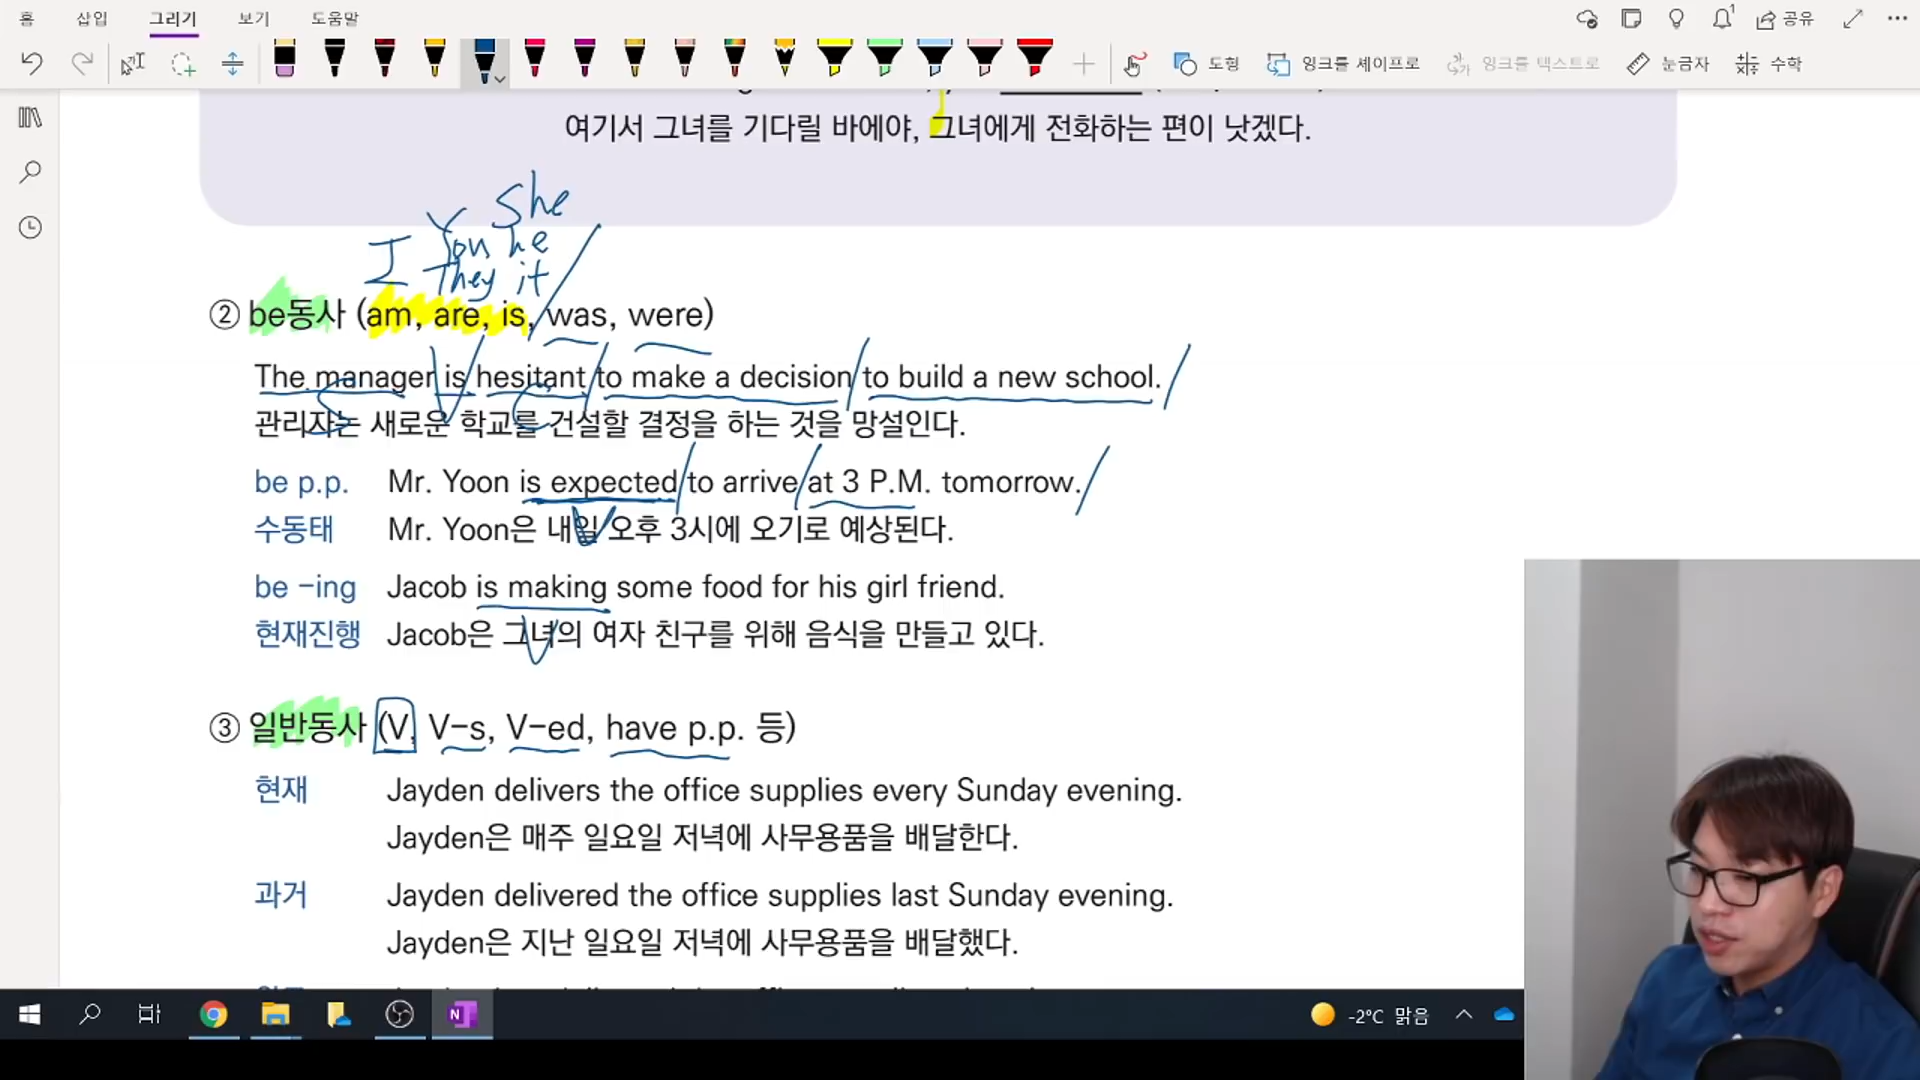 홈 삽입 그리기 보기 도움말 1 공유
도형 잉크를 셰이프로 잉크를 텍스트로 눈금자 수학
여기서 그녀를 기다릴 바에야, 그녀에게 전화하는 편이 낫겠다.
She
I You he
They it
② be동사 (am, are, is, was, were)
The manager is hesitant to make a decision to build a new school.
S V C
관리자는 새로운 학교를 건설할 결정을 하는 것을 망설인다.
be p.p. Mr. Yoon is expected to arrive at 3 P.M. tomorrow.
V
수동태 Mr. Yoon은 내일 오후 3시에 오기로 예상된다.
be -ing Jacob is making some food for his girl friend.
V
현재진행 Jacob은 그녀의 여자 친구를 위해 음식을 만들고 있다.
③ 일반동사 (V, V-s, V-ed, have p.p. 등)
현재 Jayden delivers the office supplies every Sunday evening.
Jayden은 매주 일요일 저녁에 사무용품을 배달한다.
과거 Jayden delivered the office supplies last Sunday evening.
Jayden은 지난 일요일 저녁에 사무용품을 배달했다.
-2°C 맑음